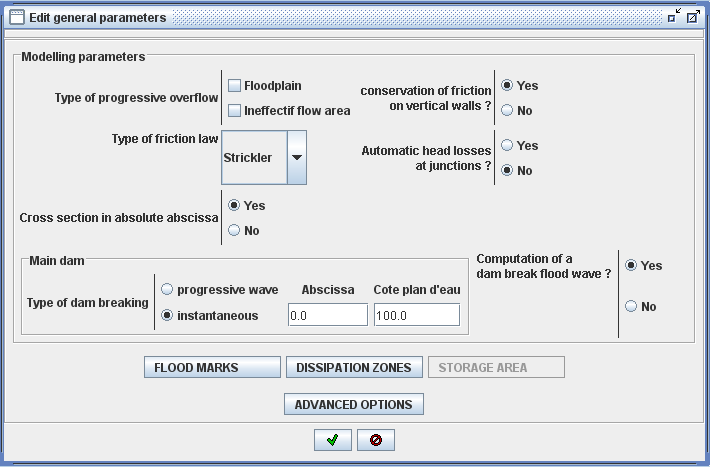 Edit general parameters
Modelling parameters
Type of progressive overflow
Floodplain
Ineffectif flow area
conservation of friction
on vertical walls ?
Yes
No
Type of friction law
Strickler
Automatic head losses
at junctions ?
Yes
No
Cross section in absolute abscissa
Yes
No
Main dam
Type of dam breaking
progressive wave
instantaneous
Abscissa
0.0
Cote plan d'eau
100.0
Computation of a
dam break flood wave ?
Yes
No
FLOOD MARKS
DISSIPATION ZONES
STORAGE AREA
ADVANCED OPTIONS